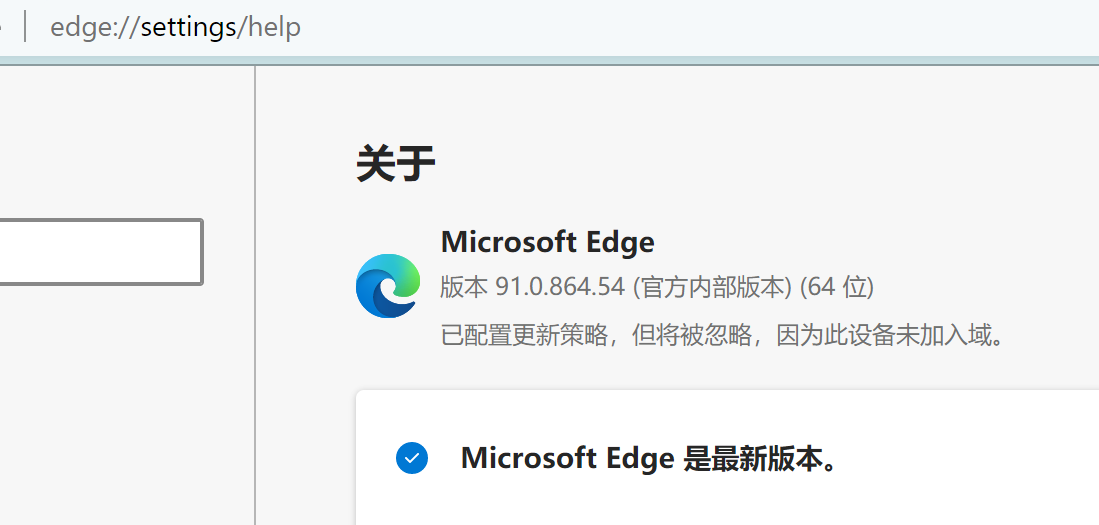 edge://settings/help
关于
Microsoft Edge
版本 91.0.864.54 (官方内部版本) (64 位)
已配置更新策略，但将被忽略，因为此设备未加入域。
Microsoft Edge 是最新版本。